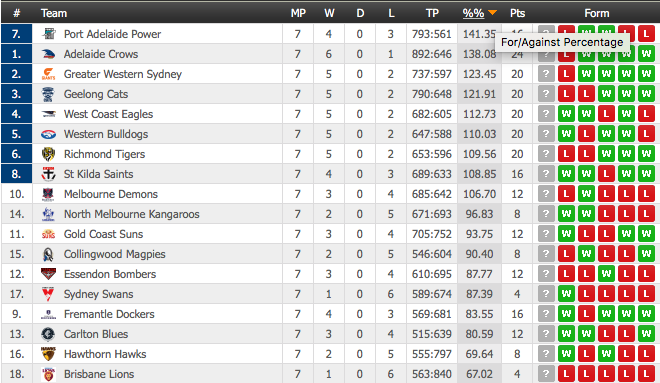 # Team MP W D L TP %% Pts Form
7. Port Adelaide Power 7 4 0 3 793:561 141.35
For/Against Percentage
1. Adelaide Crows 7 6 0 1 892:646 138.08 24 ? L W W W W
2. Greater Western Sydney 7 5 0 2 737:597 123.45 20 ? L W W W W
3. Geelong Cats 7 5 0 2 790:648 121.91 20 ? L L W W W
4. West Coast Eagles 7 5 0 2 682:605 112.73 20 ? W W L W L
5. Western Bulldogs 7 5 0 2 647:588 110.03 20 ? W L W L W
6. Richmond Tigers 7 5 0 2 653:596 109.56 20 ? L L W W W
8. St Kilda Saints 7 4 0 3 689:633 108.85 16 ? W W L W W
10. Melbourne Demons 7 3 0 4 685:642 106.70 12 ? L W L L L
14. North Melbourne Kangaroos 7 2 0 5 671:693 96.83 8 ? W W L L L
11. Gold Coast Suns 7 3 0 4 705:752 93.75 12 ? W L L W W
15. Collingwood Magpies 7 2 0 5 546:604 90.40 8 ? L W L L W
12. Essendon Bombers 7 3 0 4 610:695 87.77 12 ? L W L L L
17. Sydney Swans 7 1 0 6 589:674 87.39 4 ? W L L L L
9. Fremantle Dockers 7 4 0 3 569:681 83.55 16 ? W L W W W
13. Carlton Blues 7 3 0 4 515:639 80.59 12 ? W W L L W
16. Hawthorn Hawks 7 2 0 5 555:797 69.64 8 ? L W W W L
18. Brisbane Lions 7 1 0 6 563:840 67.02 4 ? L L L L L